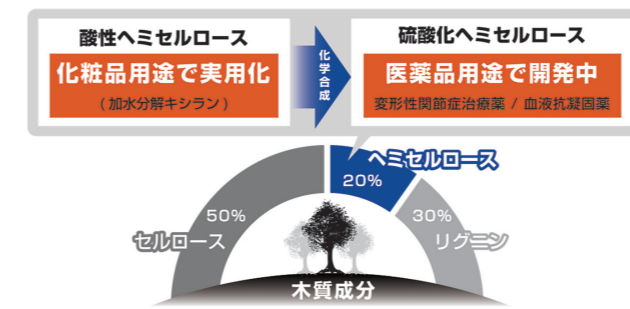 酸性ヘミセルロース
化粧品用途で実用化
(加水分解キシラン)
化学合成
硫酸化ヘミセルロース
医薬品用途で開発中
変形性関節症治療薬 / 血液抗凝固薬
ヘミセルロース
20%
50%
セルロース
30%
リグニン
木質成分